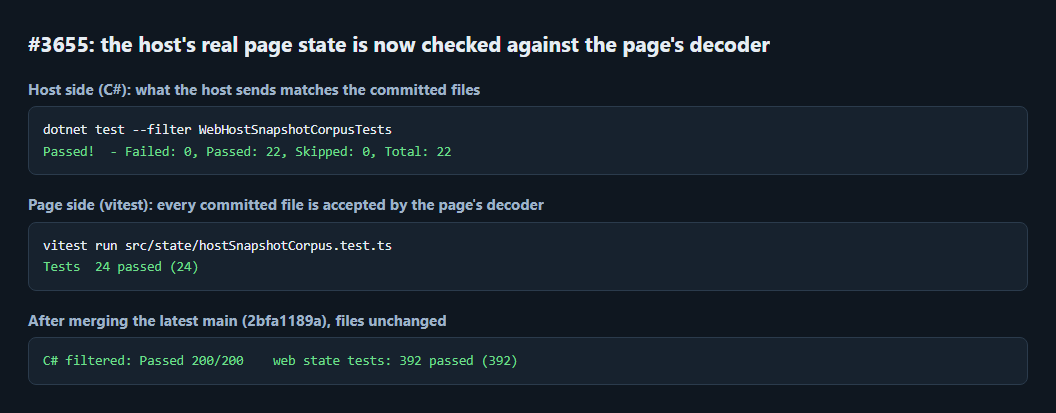 #3655: the host's real page state is now checked against the page's decoder
Host side (C#): what the host sends matches the committed files
dotnet test --filter WebHostSnapshotCorpusTests
Passed!  - Failed: 0, Passed: 22, Skipped: 0, Total: 22
Page side (vitest): every committed file is accepted by the page's decoder
vitest run src/state/hostSnapshotCorpus.test.ts
Tests  24 passed (24)
After merging the latest main (2bfa1189a), files unchanged
C# filtered: Passed 200/200    web state tests: 392 passed (392)